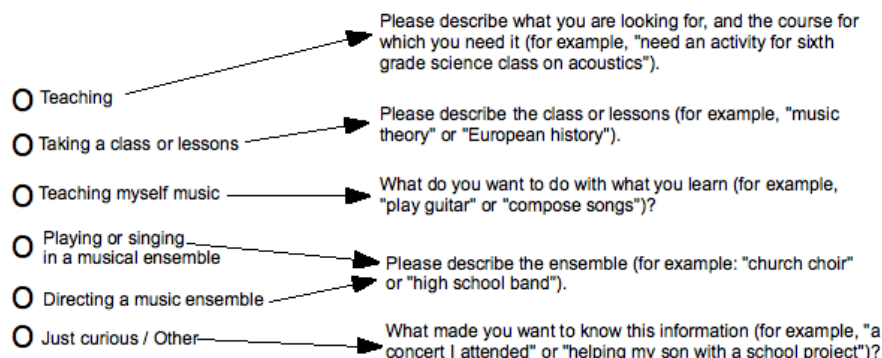 Please describe what you are looking for, and the course for
which you need it (for example, "need an activity for sixth
grade science class on acoustics").
O Teaching
Please describe the class or lessons (for example, "music
theory" or "European history").
O Taking a class or lessons
What do you want to do with what you learn (for example,
"play guitar" or "compose songs")?
O Teaching myself music
O Playing or singing
in a musical ensemble
Please describe the ensemble (for example: "church choir"
or "high school band").
O Directing a music ensemble
O Just curious / Other
What made you want to know this information (for example, "a
concert I attended" or "helping my son with a school project")?